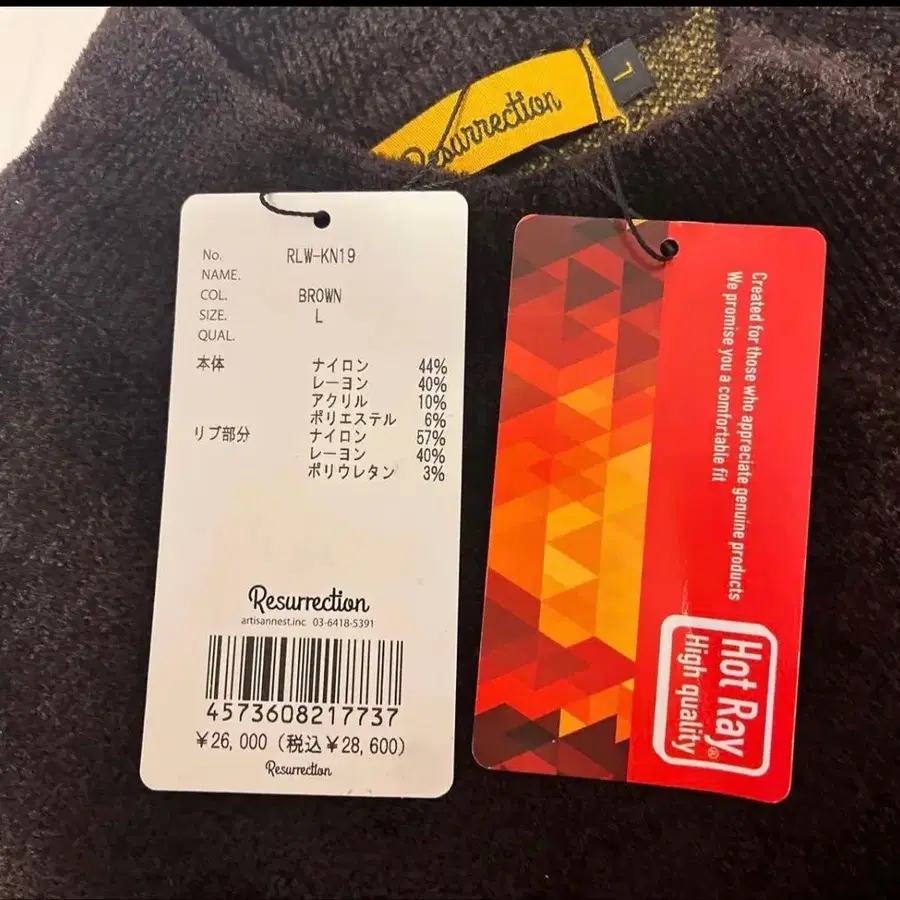 Resurrection
L
No. RLW-KN19
NAME.
COL. BROWN
SIZE. L
QUAL.
本体 ナイロン 44%
レーヨン 40%
アクリル 10%
ポリエステル 6%
リブ部分 ナイロン 57%
レーヨン 40%
ポリウレタン 3%
Resurrection
artisannest.inc 03-6418-5391
4573608217737
¥26,000 (税込¥28,600)
Resurrection
Created for those who appreciate genuine products
We promise you a comfortable fit
Hot Ray®
High quality